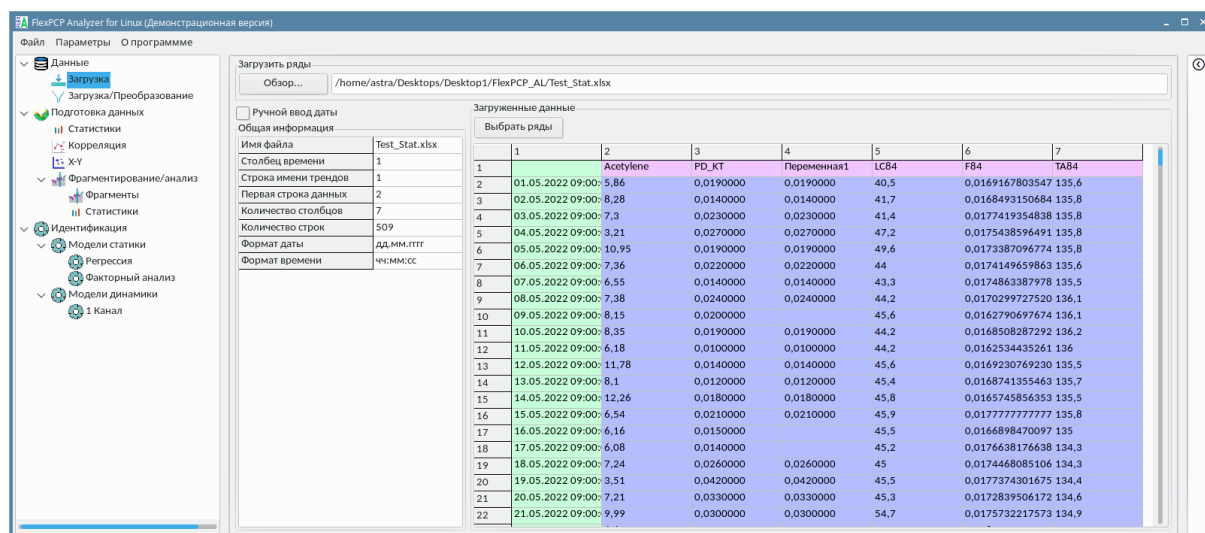 FlexPCP Analyzer for Linux (Демонстрационная версия)
Файл Параметры О программме
Данные
Загрузка
Загрузка/Преобразование
Подготовка данных
Статистики
Корреляция
X-Y
Фрагментирование/анализ
Фрагменты
Статистики
Идентификация
Модели статики
Регрессия
Факторный анализ
Модели динамики
1 Канал
Загрузить ряды
Обзор... /home/astra/Desktops/Desktop1/FlexPCP_AL/Test_Stat.xlsx
Ручной ввод даты
Общая информация
Имя файла Test_Stat.xlsx
Столбец времени 1
Строка имени трендов 1
Первая строка данных 2
Количество столбцов 7
Количество строк 509
Формат даты дд.мм.гггг
Формат времени чч:мм:сс
Загруженные данные
Выбрать ряды
1 2 3 4 5 6 7
1 Acetylene PD_KT Переменная1 LC84 F84 TA84
2 01.05.2022 09:00: 5,86 0,0190000 0,0190000 40,5 0,0169167803547 135,6
3 02.05.2022 09:00: 8,28 0,0140000 0,0140000 41,7 0,0168493150684 135,8
4 03.05.2022 09:00: 7,3 0,0230000 0,0230000 41,4 0,0177419354838 135,8
5 04.05.2022 09:00: 3,21 0,0270000 0,0270000 47,2 0,0175438596491 135,8
6 05.05.2022 09:00: 10,95 0,0190000 0,0190000 49,6 0,0173387096774 135,8
7 06.05.2022 09:00: 7,36 0,0220000 0,0220000 44 0,0174149659863 135,6
8 07.05.2022 09:00: 6,55 0,0140000 0,0140000 43,3 0,0174863387978 135,5
9 08.05.2022 09:00: 7,38 0,0240000 0,0240000 44,2 0,0170299727520 136,1
10 09.05.2022 09:00: 8,15 0,0200000 45,6 0,0162790697674 136,1
11 10.05.2022 09:00: 8,35 0,0190000 0,0190000 44,2 0,0168508287292 136,2
12 11.05.2022 09:00: 6,18 0,0100000 0,0100000 44,2 0,0162534435261 136
13 12.05.2022 09:00: 11,78 0,0140000 0,0140000 45,6 0,0169230769230 135,5
14 13.05.2022 09:00: 8,1 0,0120000 0,0120000 45,4 0,0168741355463 135,7
15 14.05.2022 09:00: 12,26 0,0180000 0,0180000 45,8 0,0165745856353 135,5
16 15.05.2022 09:00: 6,54 0,0210000 0,0210000 45,9 0,0177777777777 135,8
17 16.05.2022 09:00: 6,16 0,0150000 45,5 0,0166898470097 135
18 17.05.2022 09:00: 6,08 0,0140000 45,2 0,0176638176638 134,3
19 18.05.2022 09:00: 7,24 0,0260000 0,0260000 45 0,0174468085106 134,3
20 19.05.2022 09:00: 3,51 0,0420000 0,0420000 45,5 0,0177374301675 134,4
21 20.05.2022 09:00: 7,21 0,0330000 0,0330000 45,3 0,0172839506172 134,6
22 21.05.2022 09:00: 9,99 0,0300000 0,0300000 54,7 0,0175732217573 134,9